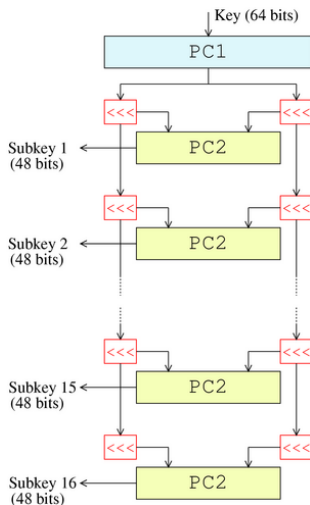 Key (64 bits)
PC1
<<< <<<
Subkey 1
(48 bits)
PC2
<<< <<<
Subkey 2
(48 bits)
PC2
<<< <<<
Subkey 15
(48 bits)
PC2
<<< <<<
Subkey 16
(48 bits)
PC2